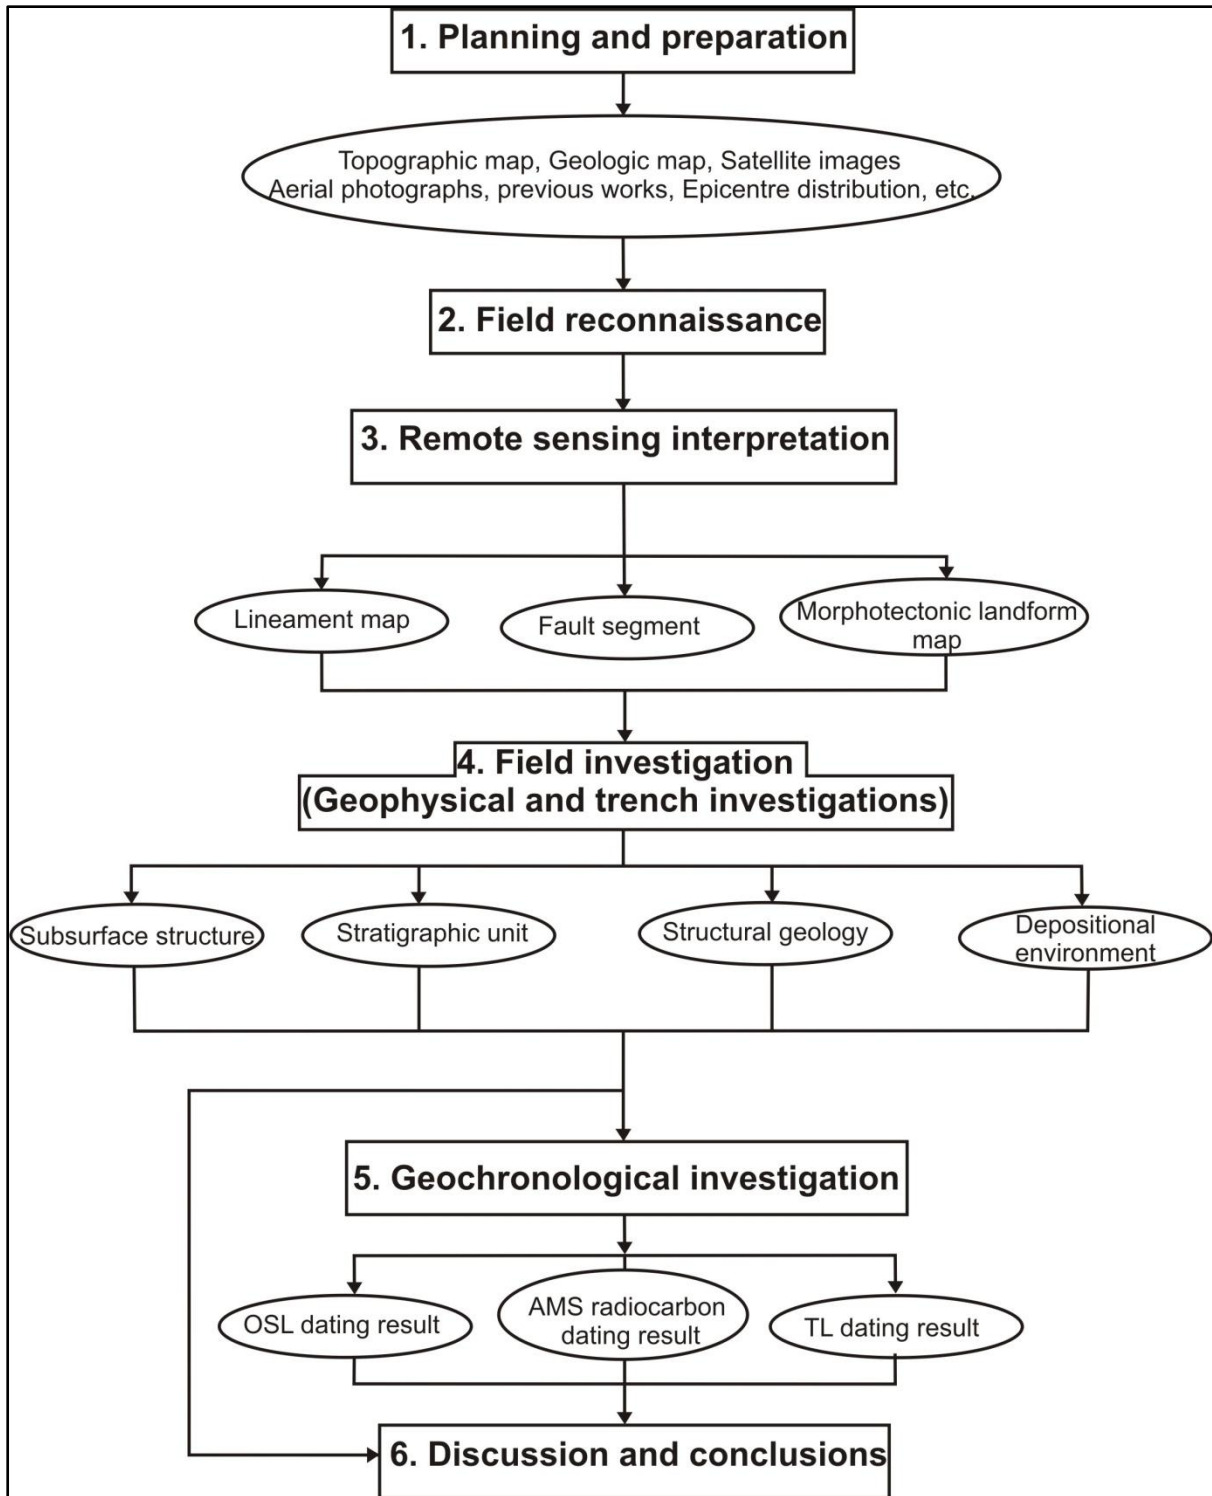 1. Planning and preparation
Topographic map, Geologic map, Satellite images
Aerial photographs, previous works, Epicentre distribution, etc.
2. Field reconnaissance
3. Remote sensing interpretation
Lineament map
Fault segment
Morphotectonic landform
map
4. Field investigation
(Geophysical and trench investigations)
Subsurface structure
Stratigraphic unit
Structural geology
Depositional
environment
5. Geochronological investigation
OSL dating result
AMS radiocarbon
dating result
TL dating result
6. Discussion and conclusions